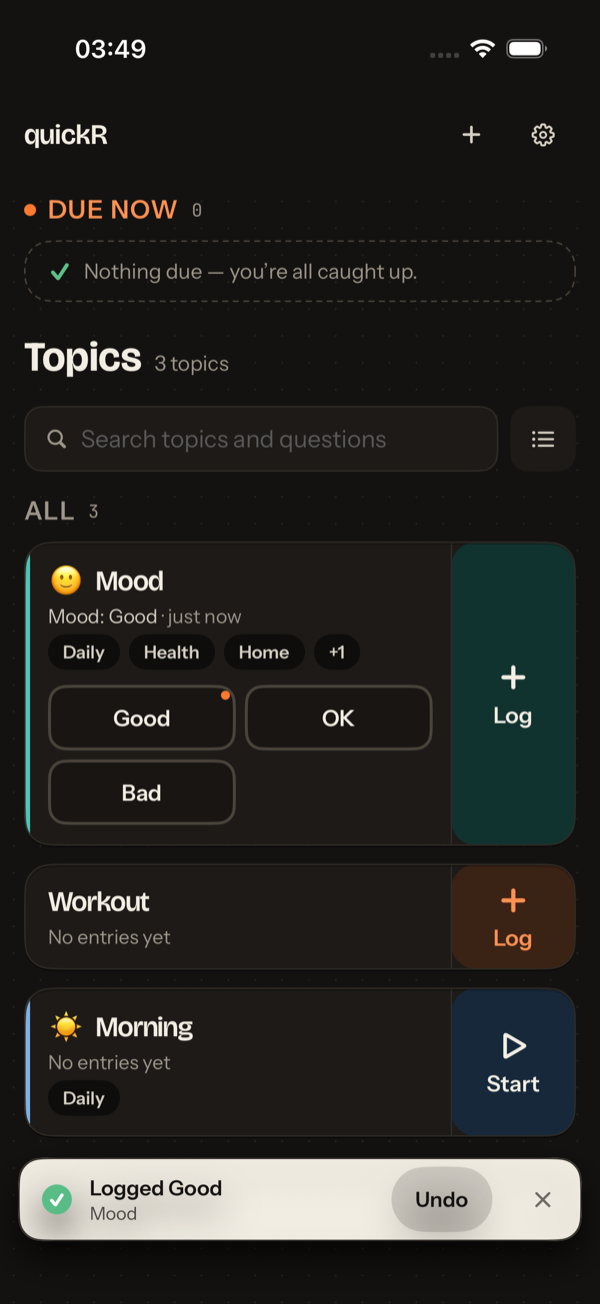 03:49
quickR
DUE NOW 0
Nothing due — you’re all caught up.
Topics 3 topics
Search topics and questions
ALL 3
Mood
Mood: Good · just now
Daily Health Home +1
Good OK
Bad
Log
Workout
No entries yet
Log
Morning
No entries yet
Daily
Start
Logged Good
Mood
Undo